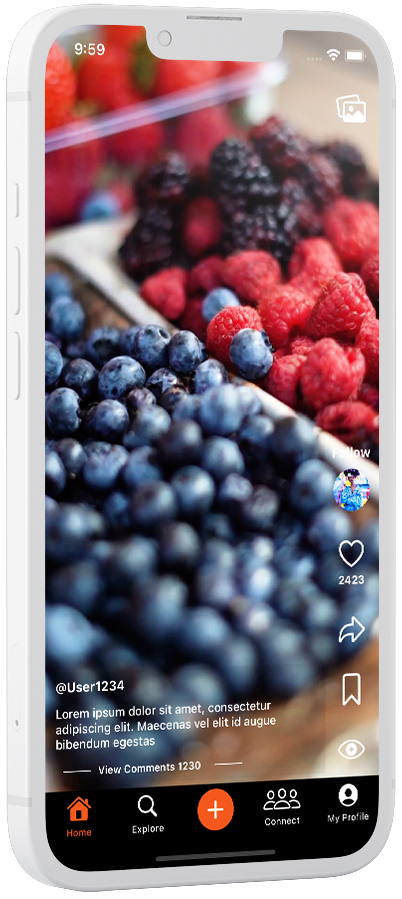 9:59
Follow
2423
@User1234
Lorem ipsum dolor sit amet, consectetur
adipiscing elit. Maecenas vel elit id augue
bibendum egestas
View Comments 1230
Home
Explore
Connect
My Profile